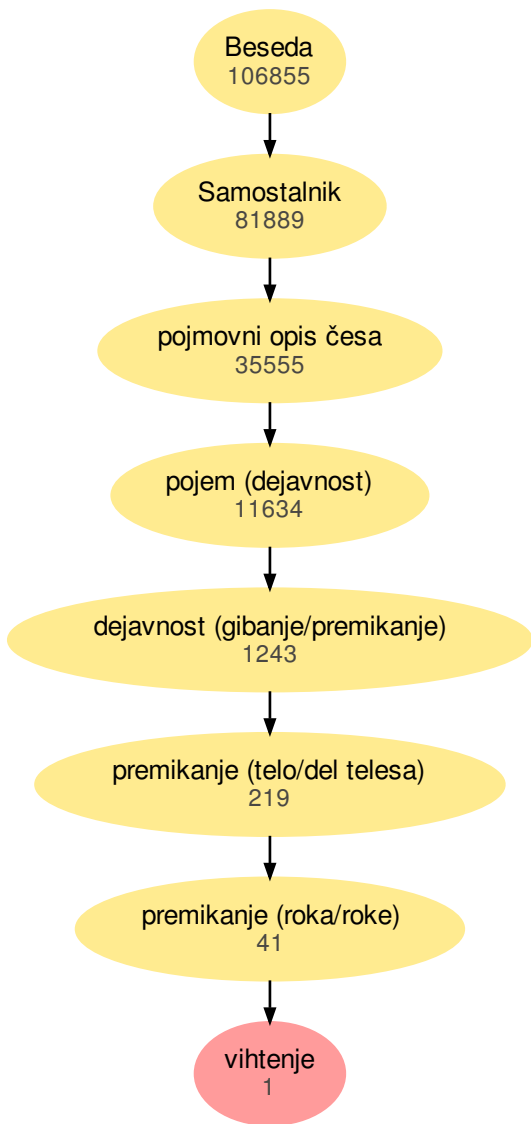 Beseda
106855
Samostalnik
81889
pojmovni opis česa
35555
pojem (dejavnost)
11634
dejavnost (gibanje/premikanje)
1243
premikanje (telo/del telesa)
219
premikanje (roka/roke)
41
vihtenje
1